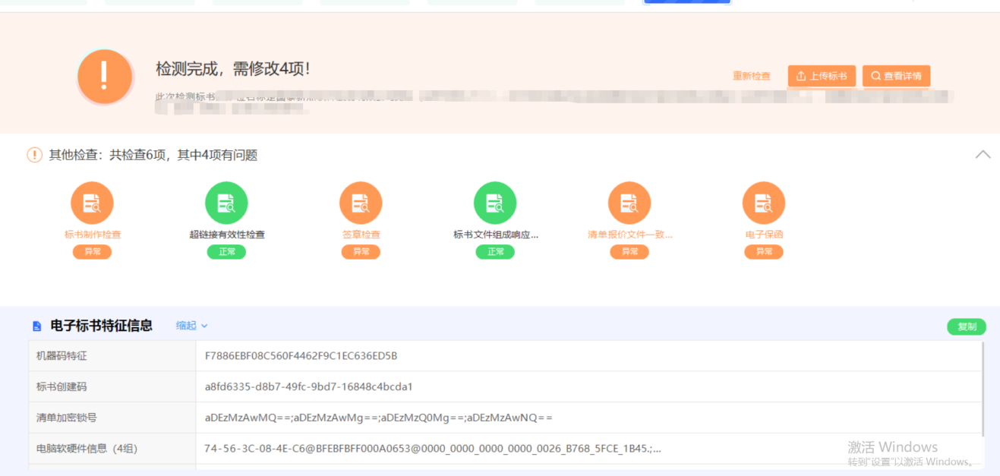 检测完成，需修改4项！
重新检查
上传标书
查看详情
此次检测标书
其他检查：共检查6项，其中4项有问题
标书制作检查
异常
超链接有效性检查
正常
签章检查
异常
标书文件组成响应...
正常
清单报价文件一致...
异常
电子保函
异常
电子标书特征信息
缩起
复制
机器码特征
F7886EBF08C560F4462F9C1EC636ED5B
标书创建码
a8fd6335-d8b7-49fc-9bd7-16848c4bcda1
清单加密锁号
aDEzMzAwMQ==;aDEzMzAwMg==;aDEzMzQ0Mg==;aDEzMzAwNQ==
电脑软硬件信息（4组）
74-56-3C-08-4E-C6@BFEBFBFF000A0653@0000_0000_0000_0000_0026_B768_5FCE_1B45.;...
激活 Windows
转到“设置”以激活 Windows。